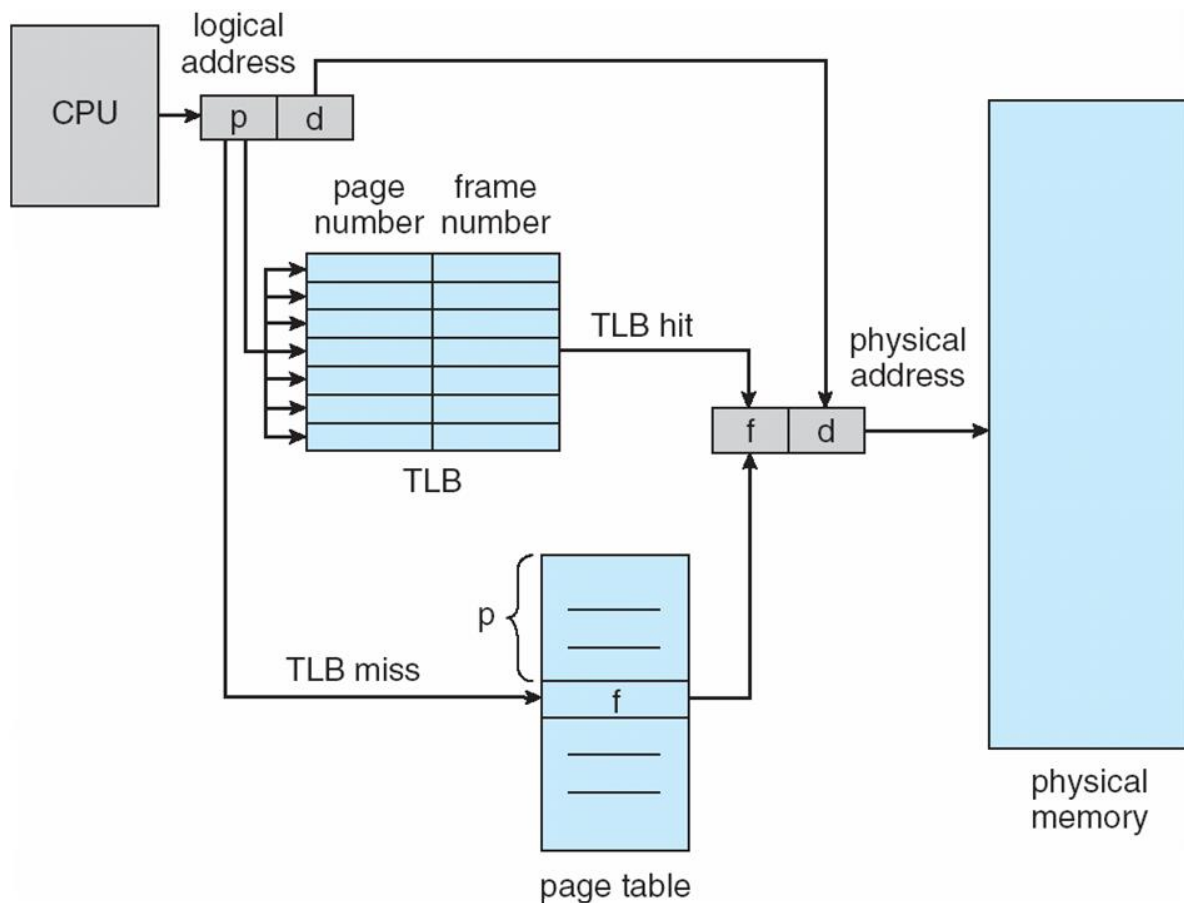 logical
address
CPU
p d
page frame
number number
TLB hit
physical
address
f d
TLB
p
TLB miss
f
physical
memory
page table